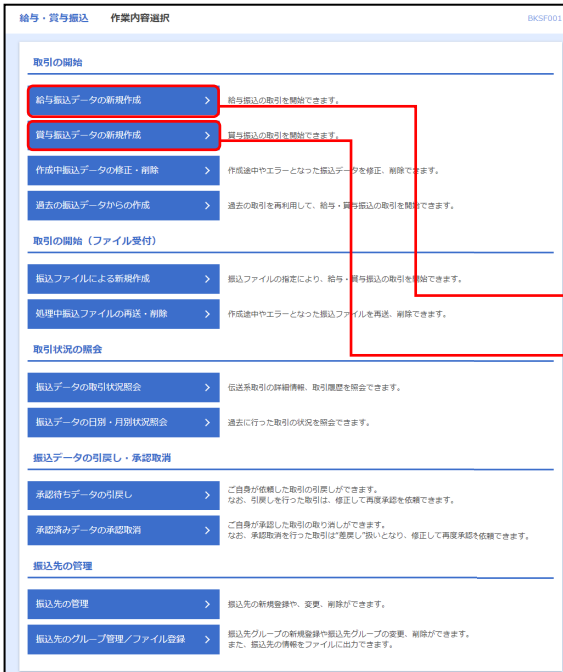 給与・賞与振込　作業内容選択　BKSF001
取引の開始
給与振込データの新規作成　給与振込の取引を開始できます。
賞与振込データの新規作成　賞与振込の取引を開始できます。
作成中振込データの修正・削除　作成途中やエラーとなった振込データを修正、削除できます。
過去の振込データからの作成　過去の取引を再利用して、給与・賞与振込の取引を開始できます。
取引の開始（ファイル受付）
振込ファイルによる新規作成　振込ファイルの指定により、給与・賞与振込の取引を開始できます。
処理中振込ファイルの再送・削除　作成途中やエラーとなった振込ファイルを再送、削除できます。
取引状況の照会
振込データの取引状況照会　伝送系取引の詳細情報、取引履歴を照会できます。
振込データの日別・月別状況照会　過去に行った取引の状況を照会できます。
振込データの引戻し・承認取消
承認待ちデータの引戻し　ご自身が依頼した取引の引戻しができます。
なお、引戻しを行った取引は、修正して再度承認を依頼できます。
承認済みデータの承認取消　ご自身が承認した取引の取り消しができます。
なお、承認取消を行った取引は"差戻し"扱いとなり、修正して再度承認を依頼できます。
振込先の管理
振込先の管理　振込先の新規登録や、変更、削除ができます。
振込先のグループ管理／ファイル登録　振込先グループの新規登録や振込先グループの変更、削除ができます。
また、振込先の情報をファイルに出力できます。